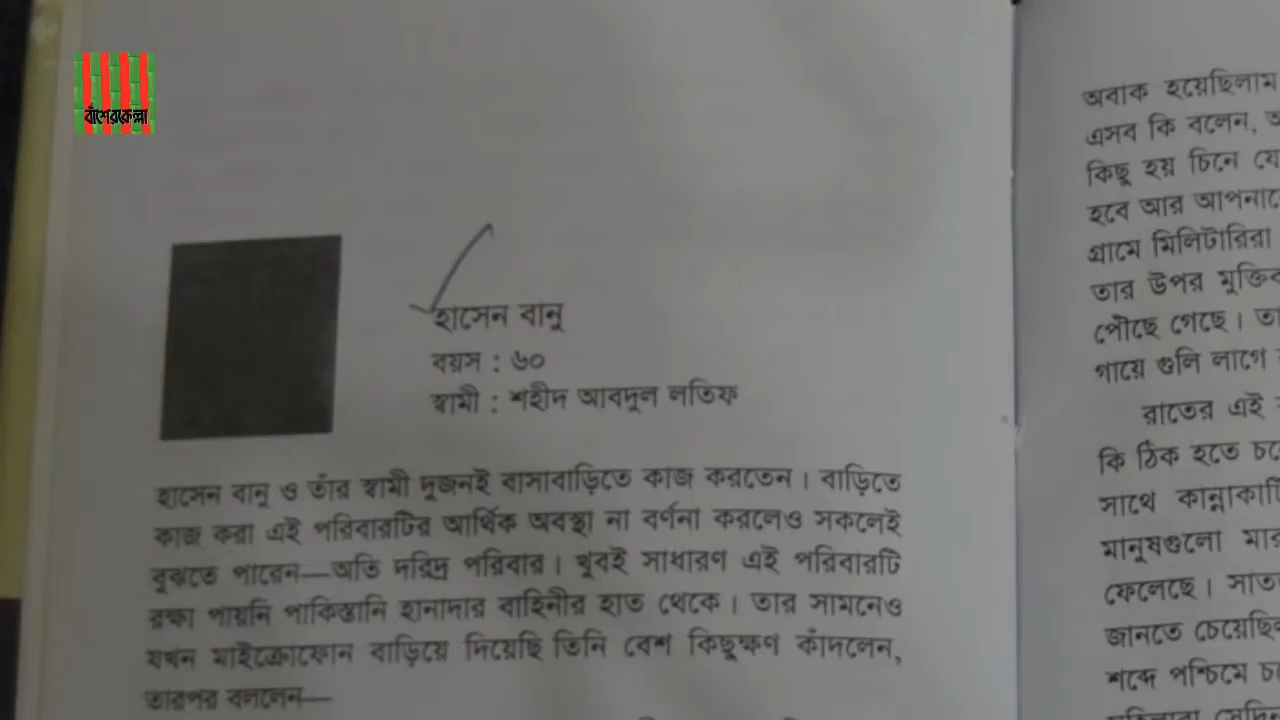 বাঁশেরকেল্লা
হাসেন বানু
বয়স : ৬০
স্বামী : শহীদ আবদুল লতিফ
হাসেন বানু ও তাঁর স্বামী দুজনই বাসাবাড়িতে কাজ করতেন। বাড়িতে
কাজ করা এই পরিবারটির আর্থিক অবস্থা না বর্ণনা করলেও সকলেই
বুঝতে পারেন—অতি দরিদ্র পরিবার। খুবই সাধারণ এই পরিবারটি
রক্ষা পায়নি পাকিস্তানি হানাদার বাহিনীর হাত থেকে। তার সামনেও
যখন মাইক্রোফোন বাড়িয়ে দিয়েছি তিনি বেশ কিছুক্ষণ কাঁদলেন,
তারপর বললেন—
অবাক হয়েছিলাম
এসব কি বলেন,
কিছু হয় চিনে
হবে আর
গ্রামে মিলিটারিরা
তার উপর
পৌছে গেছে।
গায়ে গুলি লাগে
রাতের এই
কি ঠিক হতে
সাথে
মানুষগুলো
ফেলেছে।
জানতে
শব্দে পশ্চিমে